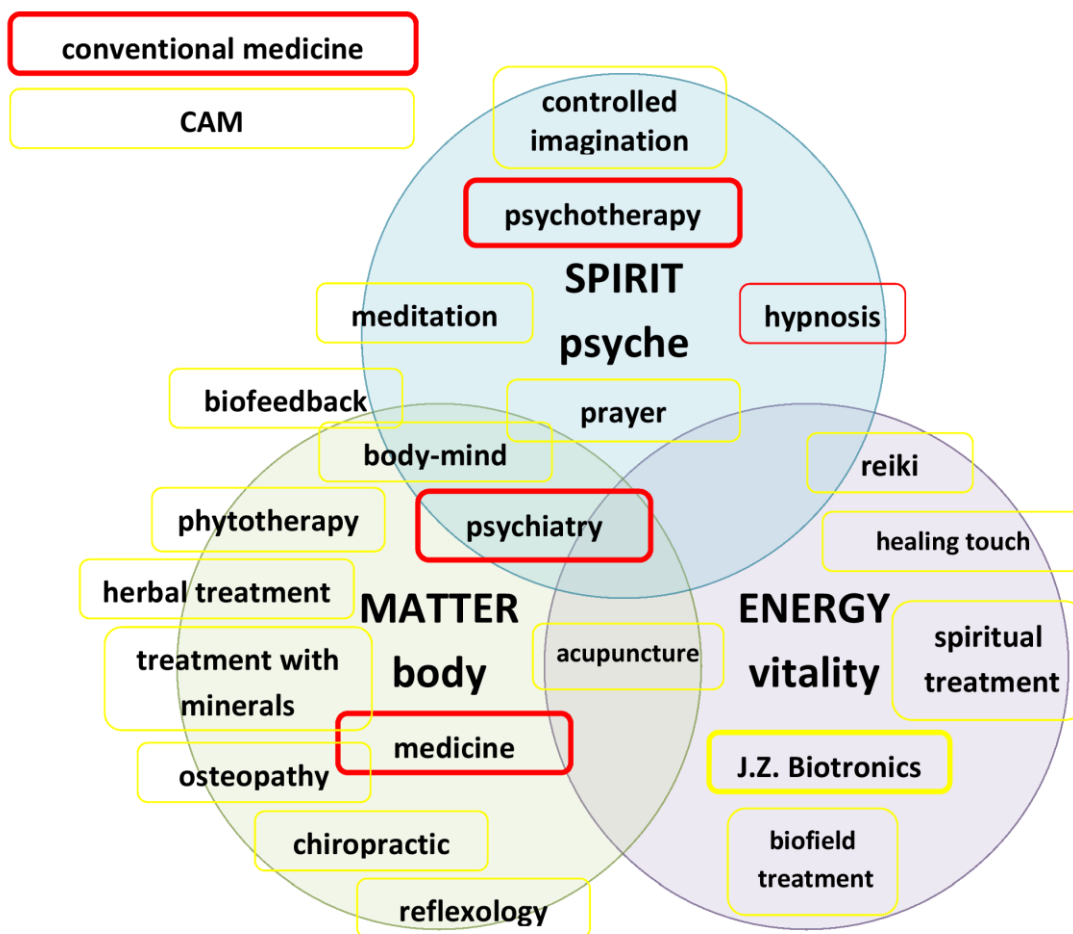 conventional medicine
CAM
controlled
imagination
psychotherapy
SPIRIT
psyche
meditation
hypnosis
biofeedback
prayer
body-mind
reiki
phytotherapy
psychiatry
healing touch
herbal treatment
MATTER
body
ENERGY
vitality
treatment with
minerals
acupuncture
spiritual
treatment
medicine
J.Z. Biotronics
osteopathy
chiropractic
biofield
treatment
reflexology